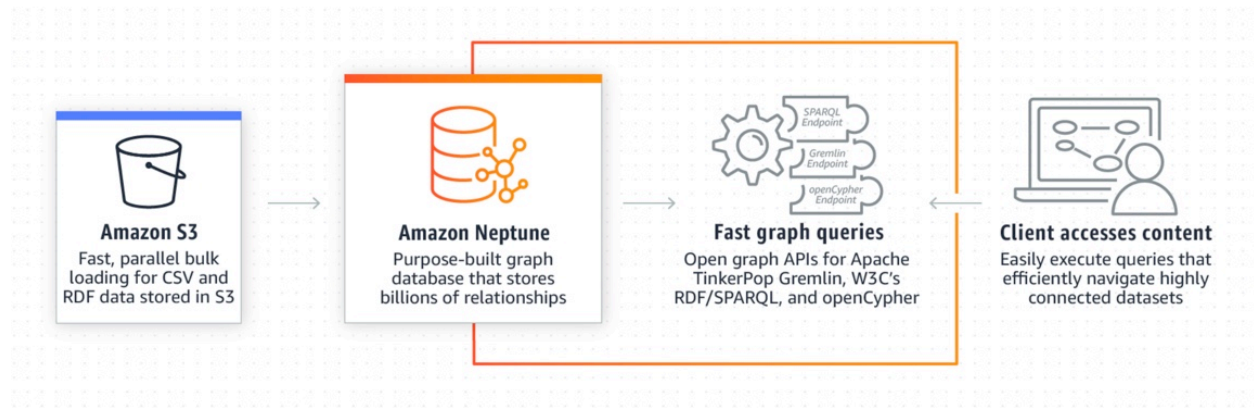 Amazon S3
Fast, parallel bulk
loading for CSV and
RDF data stored in S3
Amazon Neptune
Purpose-built graph
database that stores
billions of relationships
SPARQL
Endpoint
Gremlin
Endpoint
openCypher
Endpoint
Fast graph queries
Open graph APIs for Apache
TinkerPop Gremlin, W3C's
RDF/SPARQL, and openCypher
Client accesses content
Easily execute queries that
efficiently navigate highly
connected datasets